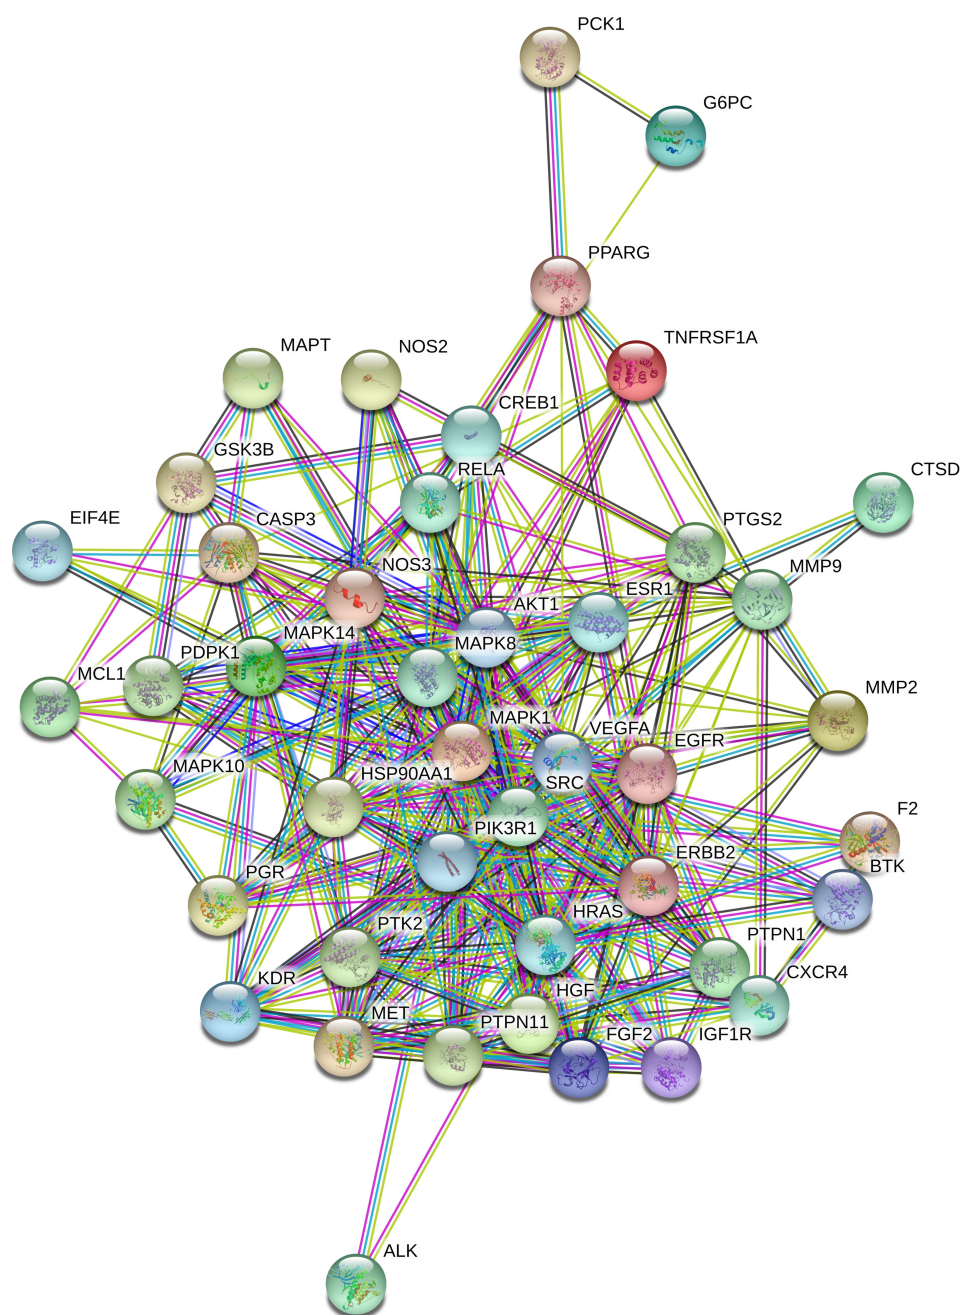 PCK1
G6PC
PPARG
TNFRSF1A
MAPT
NOS2
CREB1
GSK3B
RELA
CTSD
EIF4E
CASP3
PTGS2
NOS3
MMP9
AKT1
ESR1
MAPK14
MAPK8
PDPK1
MCL1
MMP2
MAPK1
VEGFA
EGFR
MAPK10
HSP90AA1
SRC
F2
PIK3R1
ERBB2
BTK
PGR
HRAS
PTK2
PTPN1
CXCR4
KDR
HGF
MET
PTPN11
FGF2
IGF1R
ALK